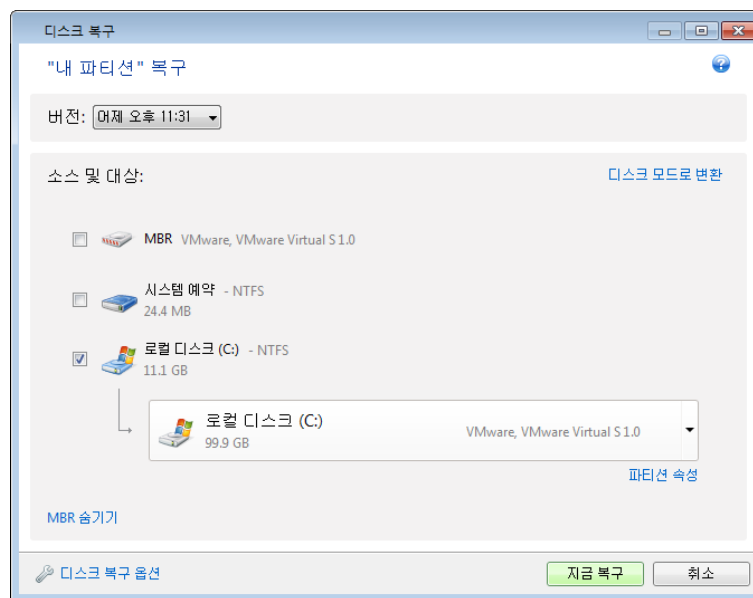 디스크 복구
"내 파티션" 복구
버전: 어제 오후 11:31
소스 및 대상:
디스크 모드로 변환
MBR VMware, VMware Virtual S 1.0
시스템 예약 - NTFS
24.4 MB
로컬 디스크 (C:) - NTFS
11.1 GB
로컬 디스크 (C:)
99.9 GB
VMware, VMware Virtual S 1.0
파티션 속성
MBR 숨기기
디스크 복구 옵션
지금 복구
취소